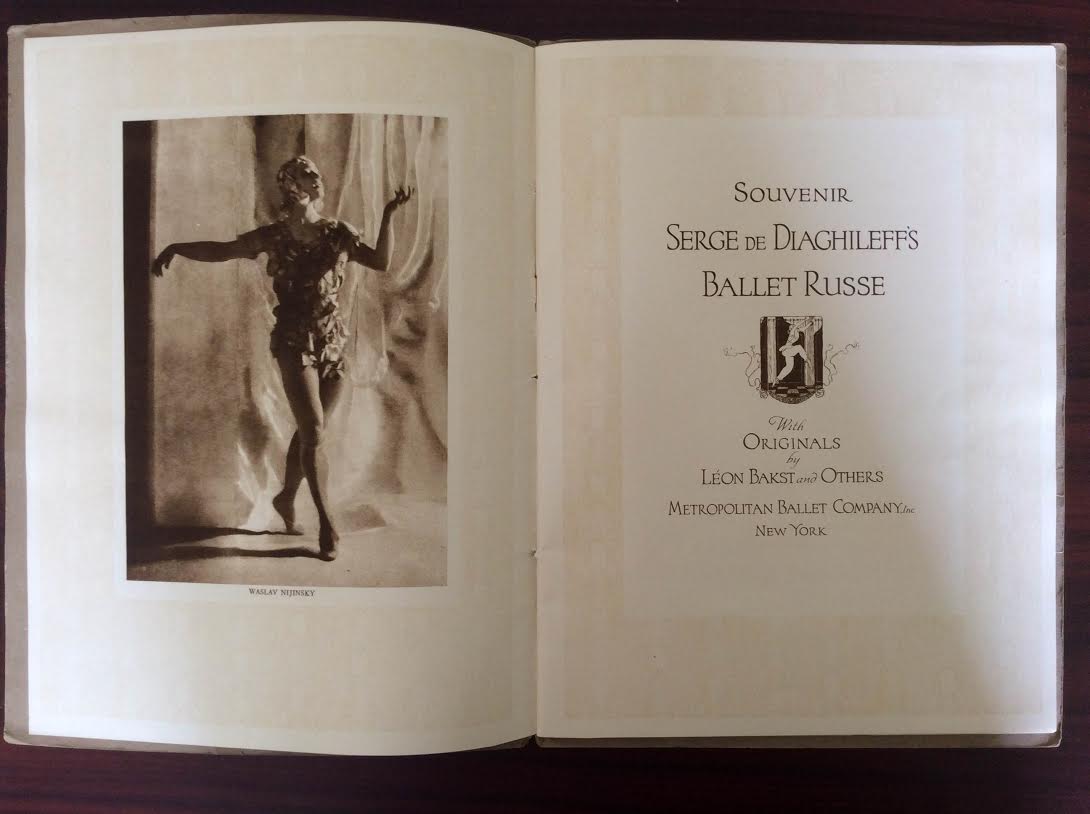 WASLAV NIJINSKY
SOUVENIR
SERGE DE DIAGHILEFF'S
BALLET RUSSE
With
ORIGINALS
by
LÉON BAKST and OTHERS
METROPOLITAN BALLET COMPANY, Inc
NEW YORK